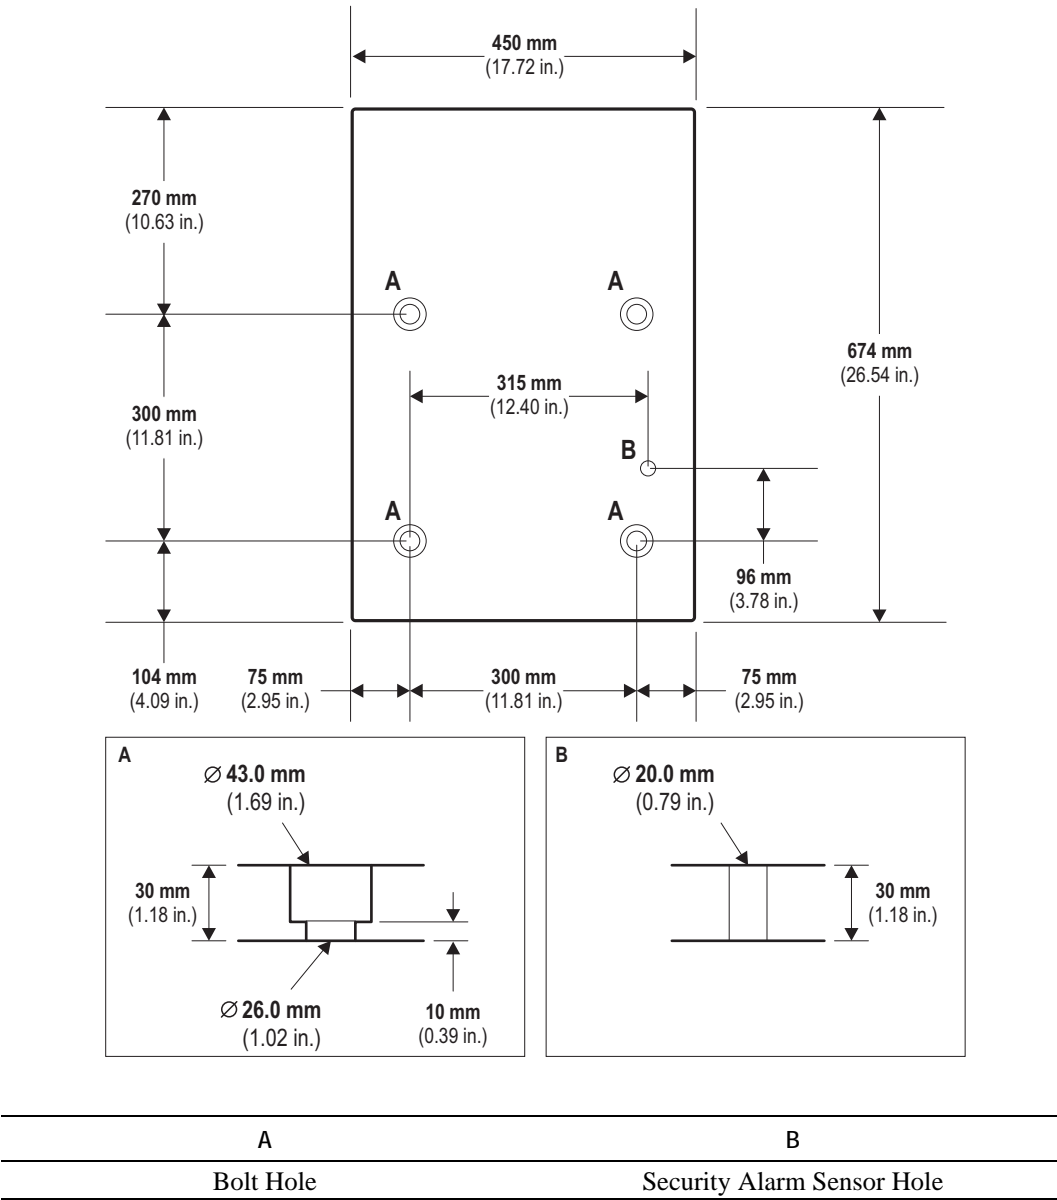 450 mm
(17.72 in.)
270 mm
(10.63 in.)
A
A
674 mm
(26.54 in.)
315 mm
(12.40 in.)
300 mm
(11.81 in.)
B
A
A
96 mm
(3.78 in.)
104 mm
(4.09 in.)
75 mm
(2.95 in.)
300 mm
(11.81 in.)
75 mm
(2.95 in.)
A
∅ 43.0 mm
(1.69 in.)
30 mm
(1.18 in.)
∅ 26.0 mm
(1.02 in.)
10 mm
(0.39 in.)
B
∅ 20.0 mm
(0.79 in.)
30 mm
(1.18 in.)
A B
Bolt Hole Security Alarm Sensor Hole